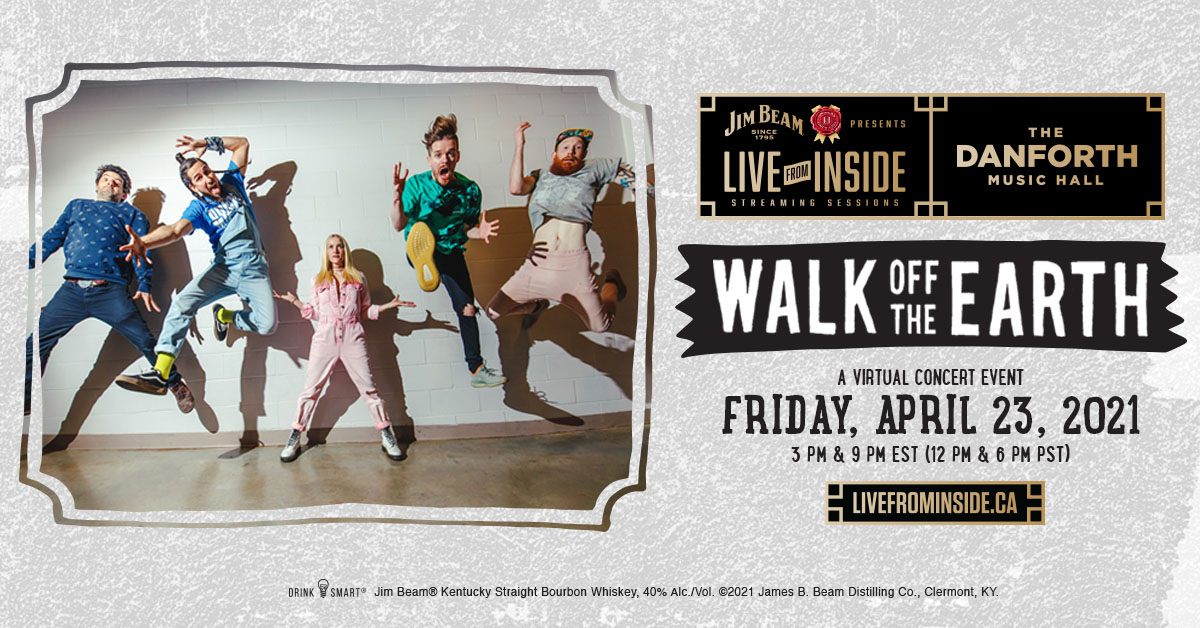 JIM BEAM
SINCE
1795
PRESENTS
LIVE FROM INSIDE
STREAMING SESSIONS
THE
DANFORTH
MUSIC HALL
WALK OFF THE EARTH
A VIRTUAL CONCERT EVENT
FRIDAY, APRIL 23, 2021
3 PM & 9 PM EST (12 PM & 6 PM PST)
LIVEFROMINSIDE.CA
DRINK SMART® Jim Beam® Kentucky Straight Bourbon Whiskey, 40% Alc./Vol. ©2021 James B. Beam Distilling Co., Clermont, KY.